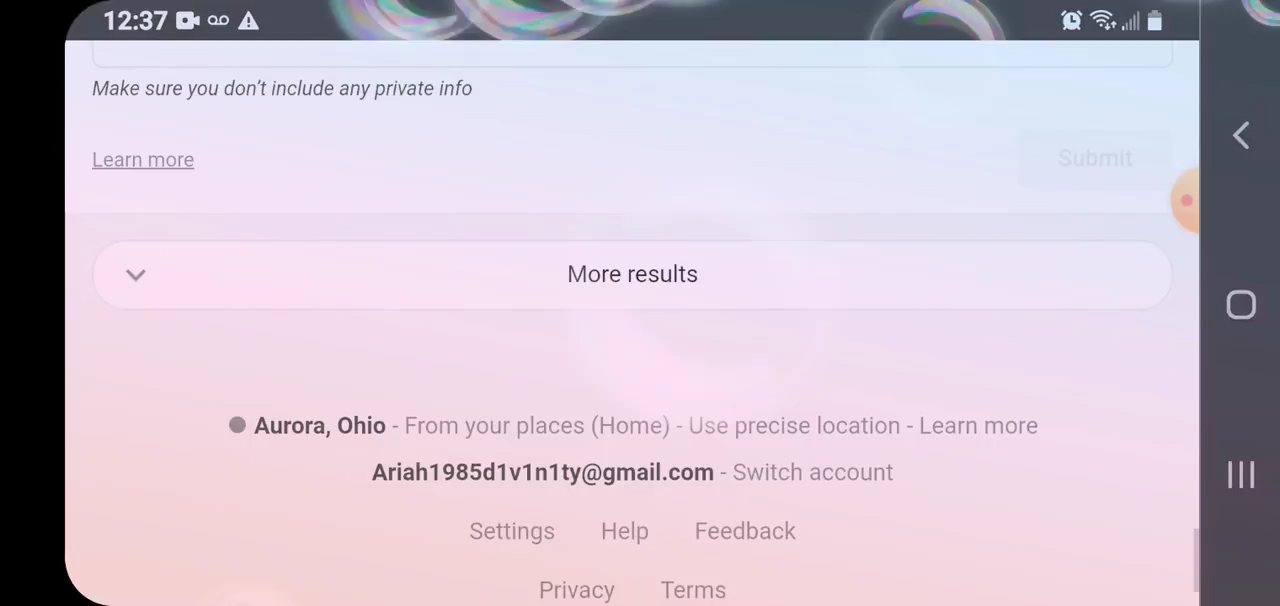 12:37
Make sure you don’t include any private info
Learn more
Submit
More results
Aurora, Ohio - From your places (Home) - Use precise location - Learn more
Ariah1985d1v1n1ty@gmail.com - Switch account
Settings Help Feedback
Privacy Terms